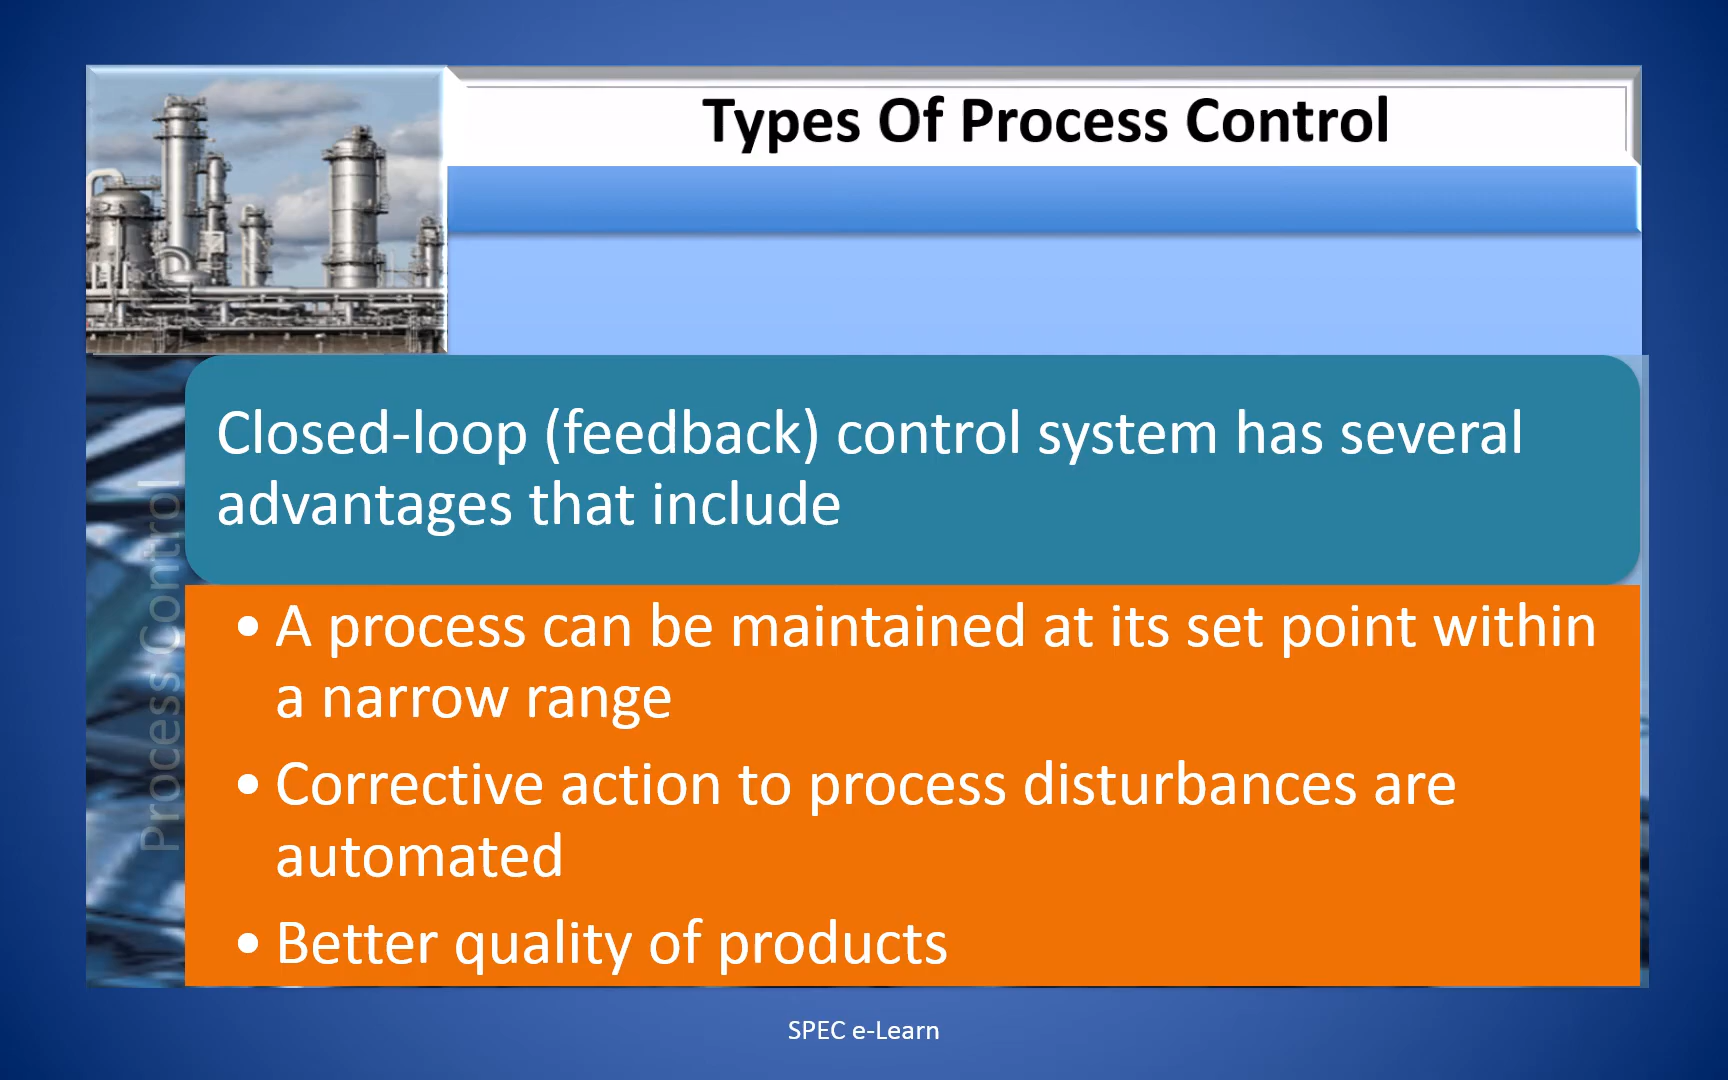 Types Of Process Control
Closed-loop (feedback) control system has several
advantages that include
Process Control
• A process can be maintained at its set point within
a narrow range
• Corrective action to process disturbances are
automated
• Better quality of products
SPEC e-Learn